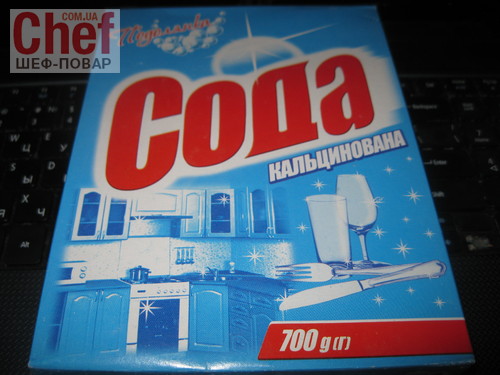 .com.ua
Chef
ШЕФ-ПОВАР
Сода
КАЛЬЦИНОВАНА
700 g (Г)